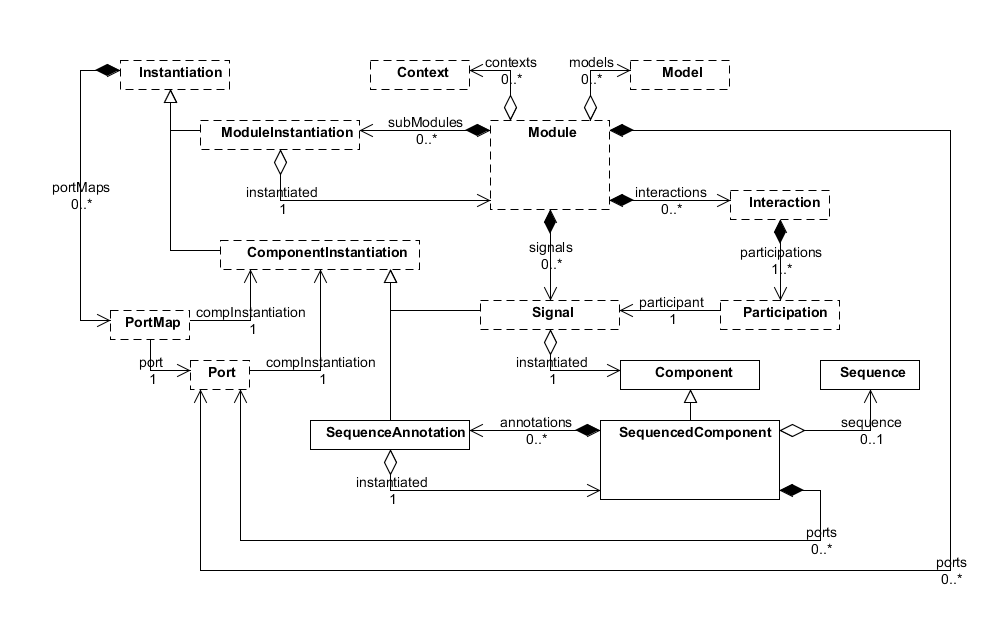 Instantiation
Context
contexts
0..*
models
0..*
Model
ModuleInstantiation
subModules
0..*
Module
portMaps
0..*
instantiated
1
interactions
0..*
Interaction
ComponentInstantiation
signals
0..*
participations
1..*
PortMap
compInstantiation
1
Signal
participant
1
Participation
port
1
Port
compInstantiation
1
instantiated
1
Component
Sequence
SequenceAnnotation
annotations
0..*
SequencedComponent
sequence
0..1
instantiated
1
ports
0..*
ports
0..*